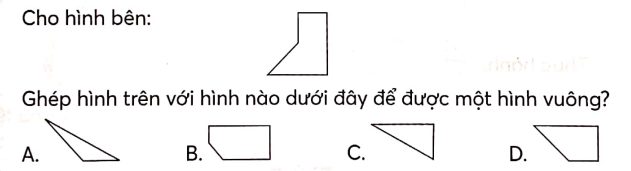 Cho hình bên:
Ghép hình trên với hình nào dưới đây để được một hình vuông?
A. B. C. D.